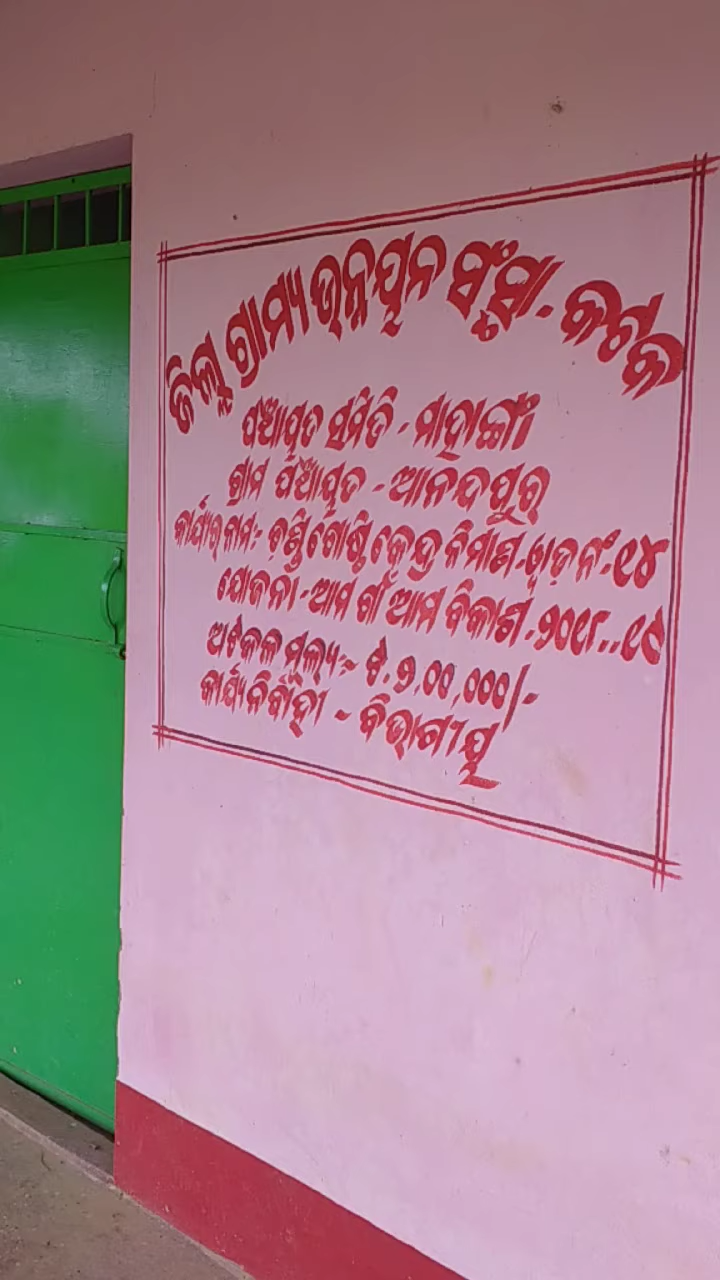 ଜିଲ୍ଲା ଗ୍ରାମ୍ୟ ଉନ୍ନୟନ ସଂସ୍ଥା. କଟକ
ପଞ୍ଚାୟତ ସମିତି - ମାହାଙ୍ଗା
ଗ୍ରାମ ପଞ୍ଚାୟତ - ଆନନ୍ଦପୁର
କାର୍ଯ୍ୟର ନାମ:- ବଣ୍ଟି ଗୋଷ୍ଠି କେନ୍ଦ୍ର ନିର୍ମାଣ-ୱାଡ଼ ନଂ-୧୪
ଯୋଜନା - ଆମ ଗାଁ ଆମ ବିକାଶ - ୨୦୧୮..୧୯
ଅଟକଳ ମୂଲ୍ୟ:- ଟ.୨,୦୦,୦୦୦/-
କାର୍ଯ୍ୟନିର୍ବାହୀ - ବିଭାଗୀୟ